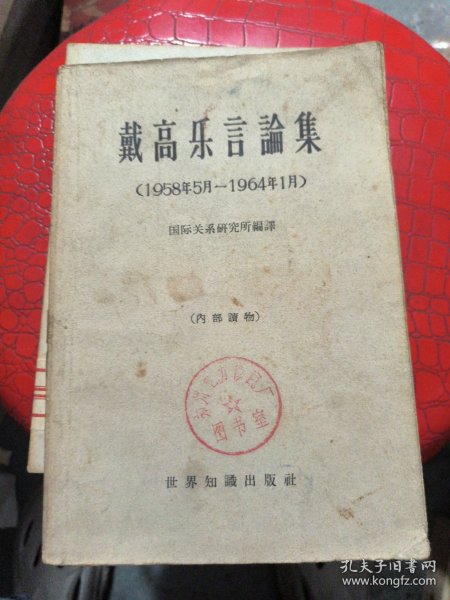 戴高乐言論集
(1958年5月—1964年1月)
国际关系研究所編譯
(內部讀物)
图书室
世界知識出版社
孔夫子旧书网
www.kongfz.com